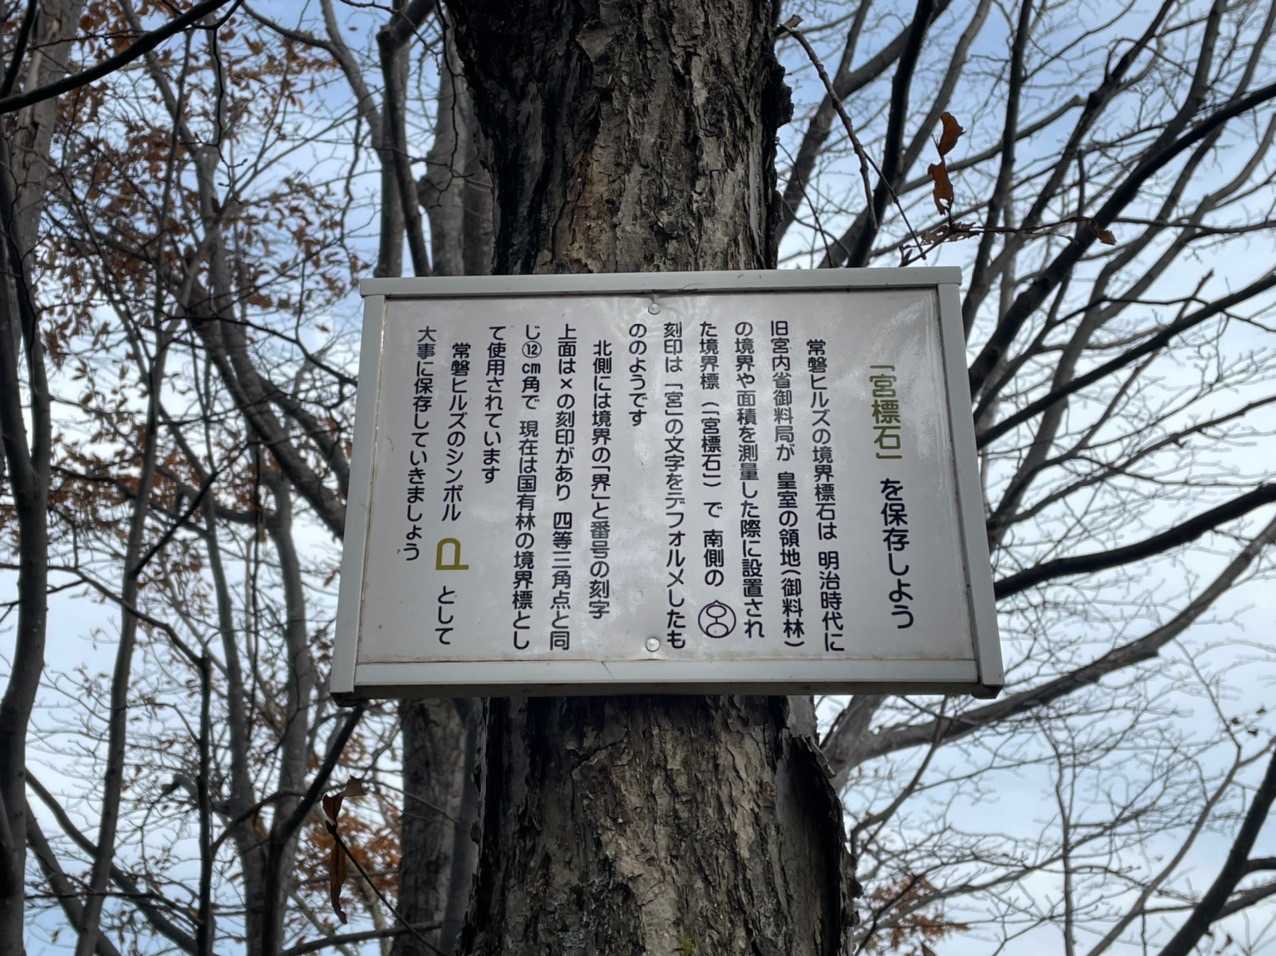 「宮標石」を保存しよう
常盤ヒルズの境界標石は 明治時代に
旧宮内省御料局が 皇室の領地(御料林)
の境界や面積を測量した際に設置され
た境界標(「宮標石」)で 南側の
刻印は「宮」の文字をデフォルメしたも
のようです
北側には境界の「界」と番号の刻字
上面は×の刻印があり 四等三角点と同
じ⑫cm角で 現在は国有林の境界標とし
て使用されています
常盤ヒルズのシンボル として
大事に保存していきましょう